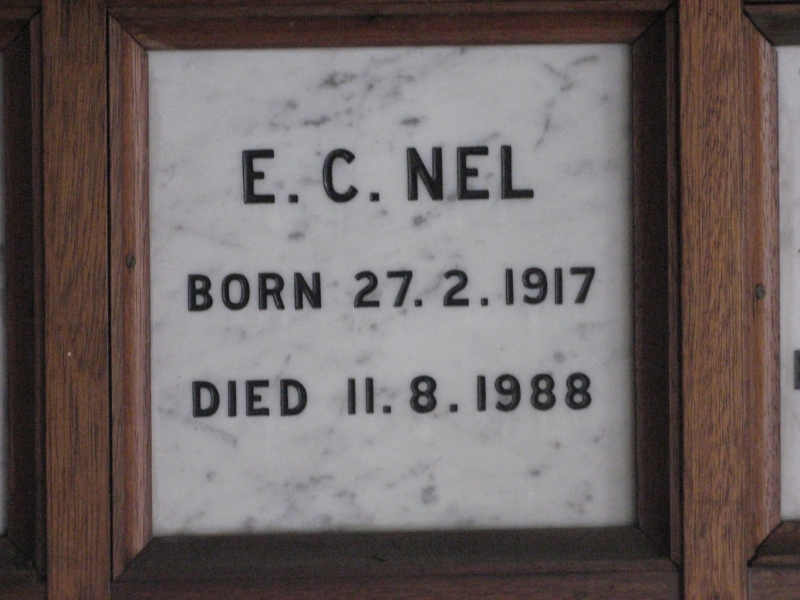 E. C. NEL
BORN 27. 2. 1917
DIED 11. 8. 1988